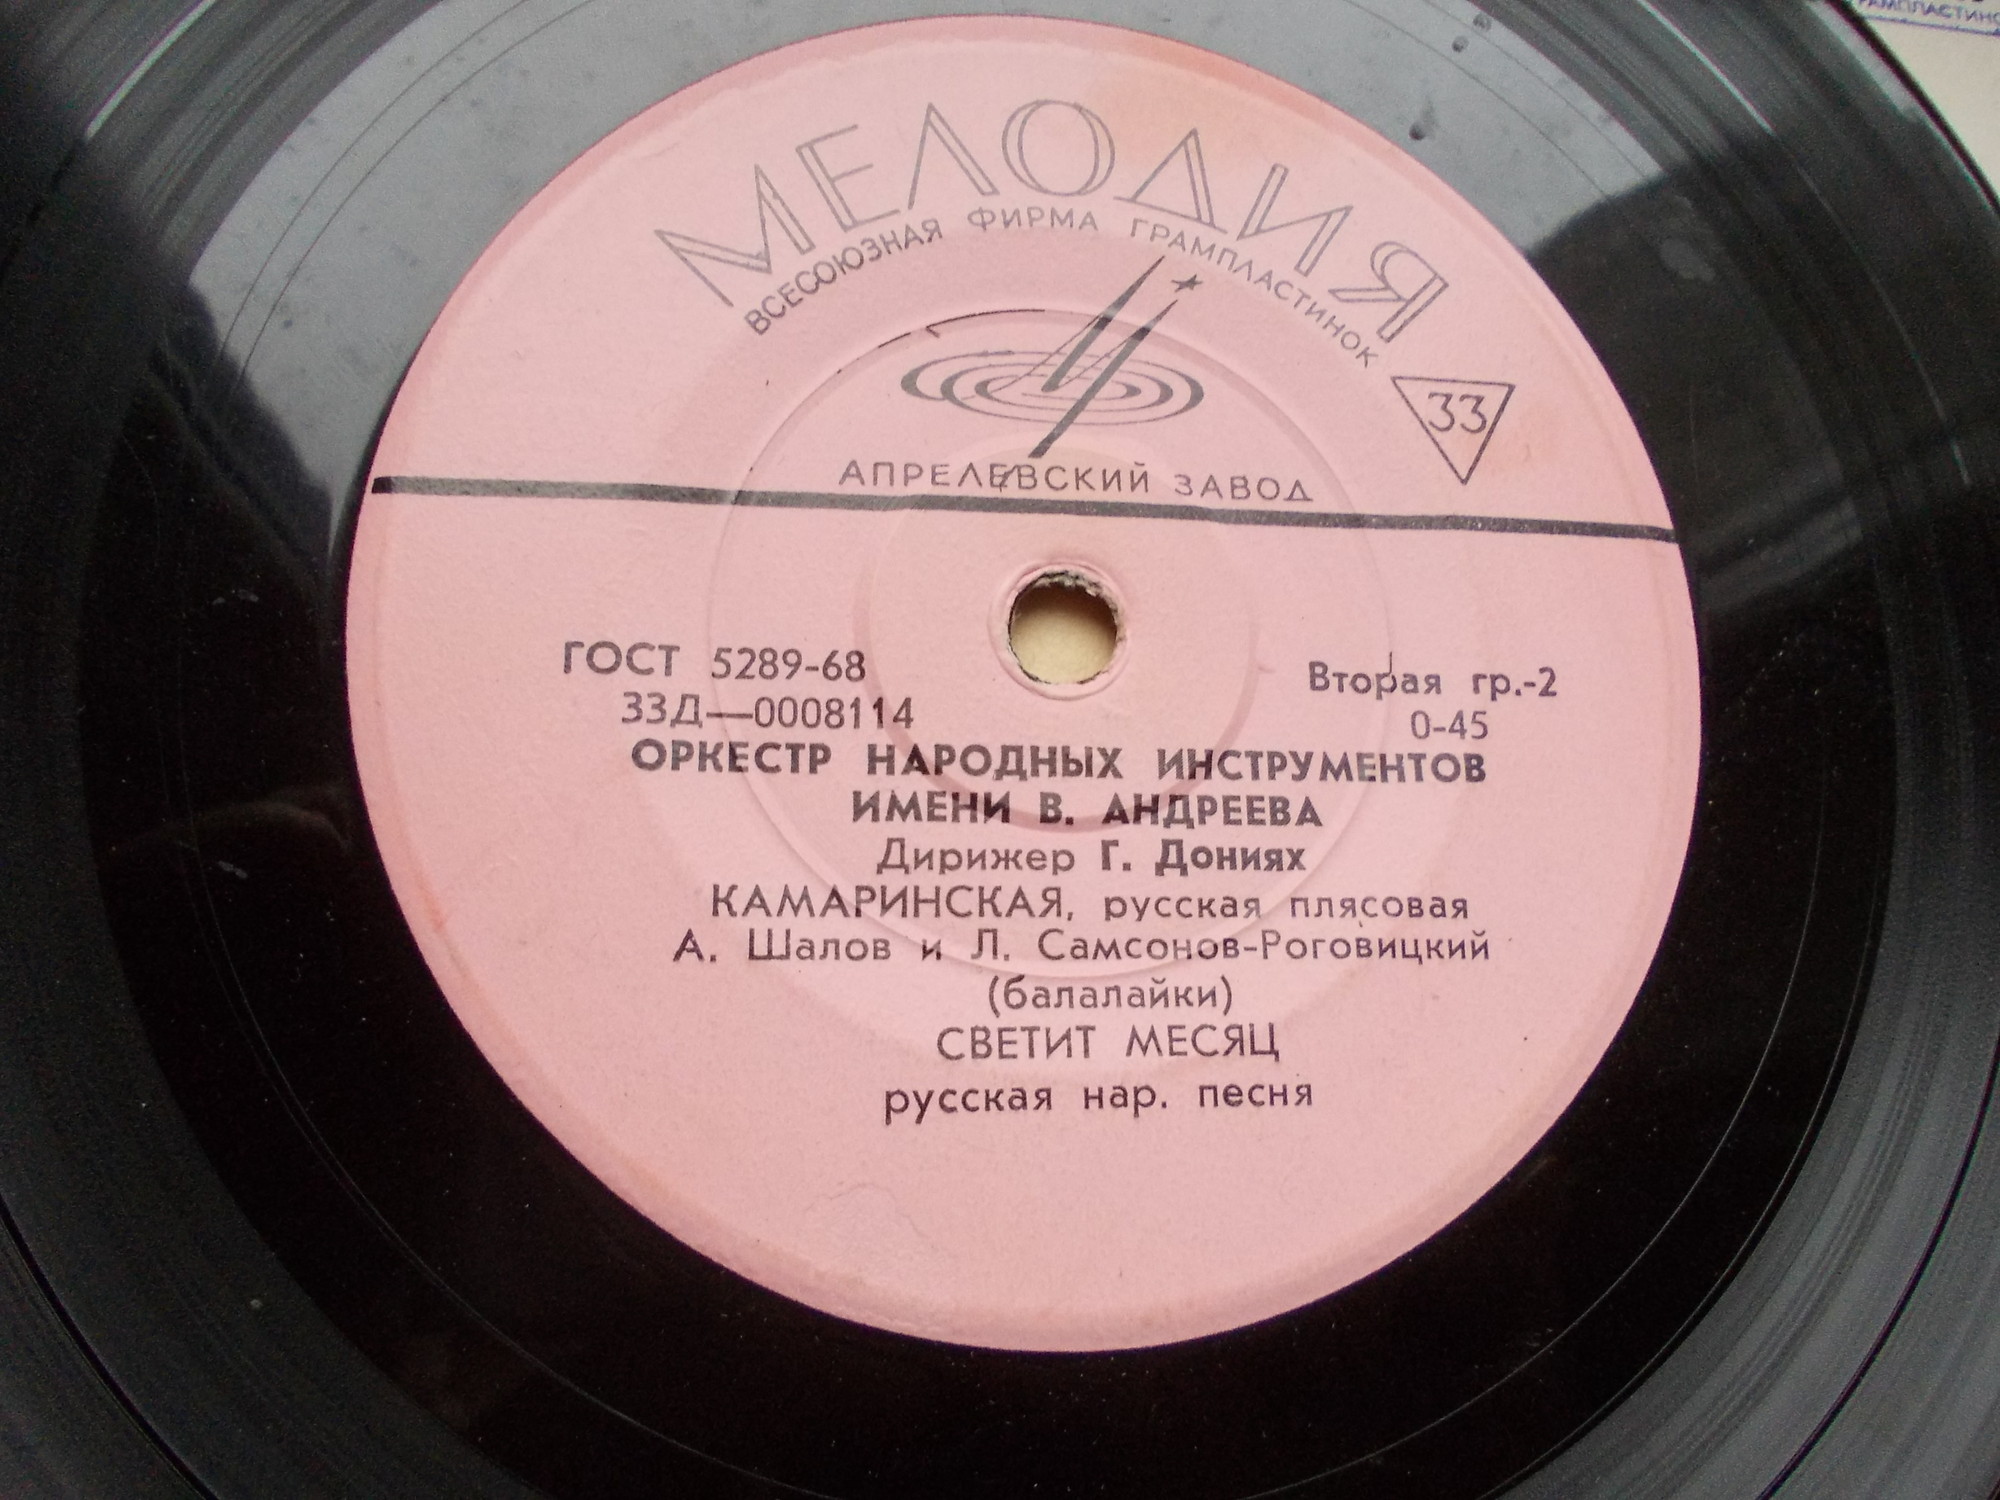 МЕЛОДИЯ
ВСЕСОЮЗНАЯ ФИРМА ГРАМПЛАСТИНОК
33
АПРЕЛЕВСКИЙ ЗАВОД
ГОСТ 5289-68
Вторая гр.-2
33Д—0008114
0-45
ОРКЕСТР НАРОДНЫХ ИНСТРУМЕНТОВ
ИМЕНИ В. АНДРЕЕВА
Дирижер Г. Дониях
КАМАРИНСКАЯ, русская плясовая
А. Шалов и Л. Самсонов-Роговицкий
(балалайки)
СВЕТИТ МЕСЯЦ
русская нар. песня